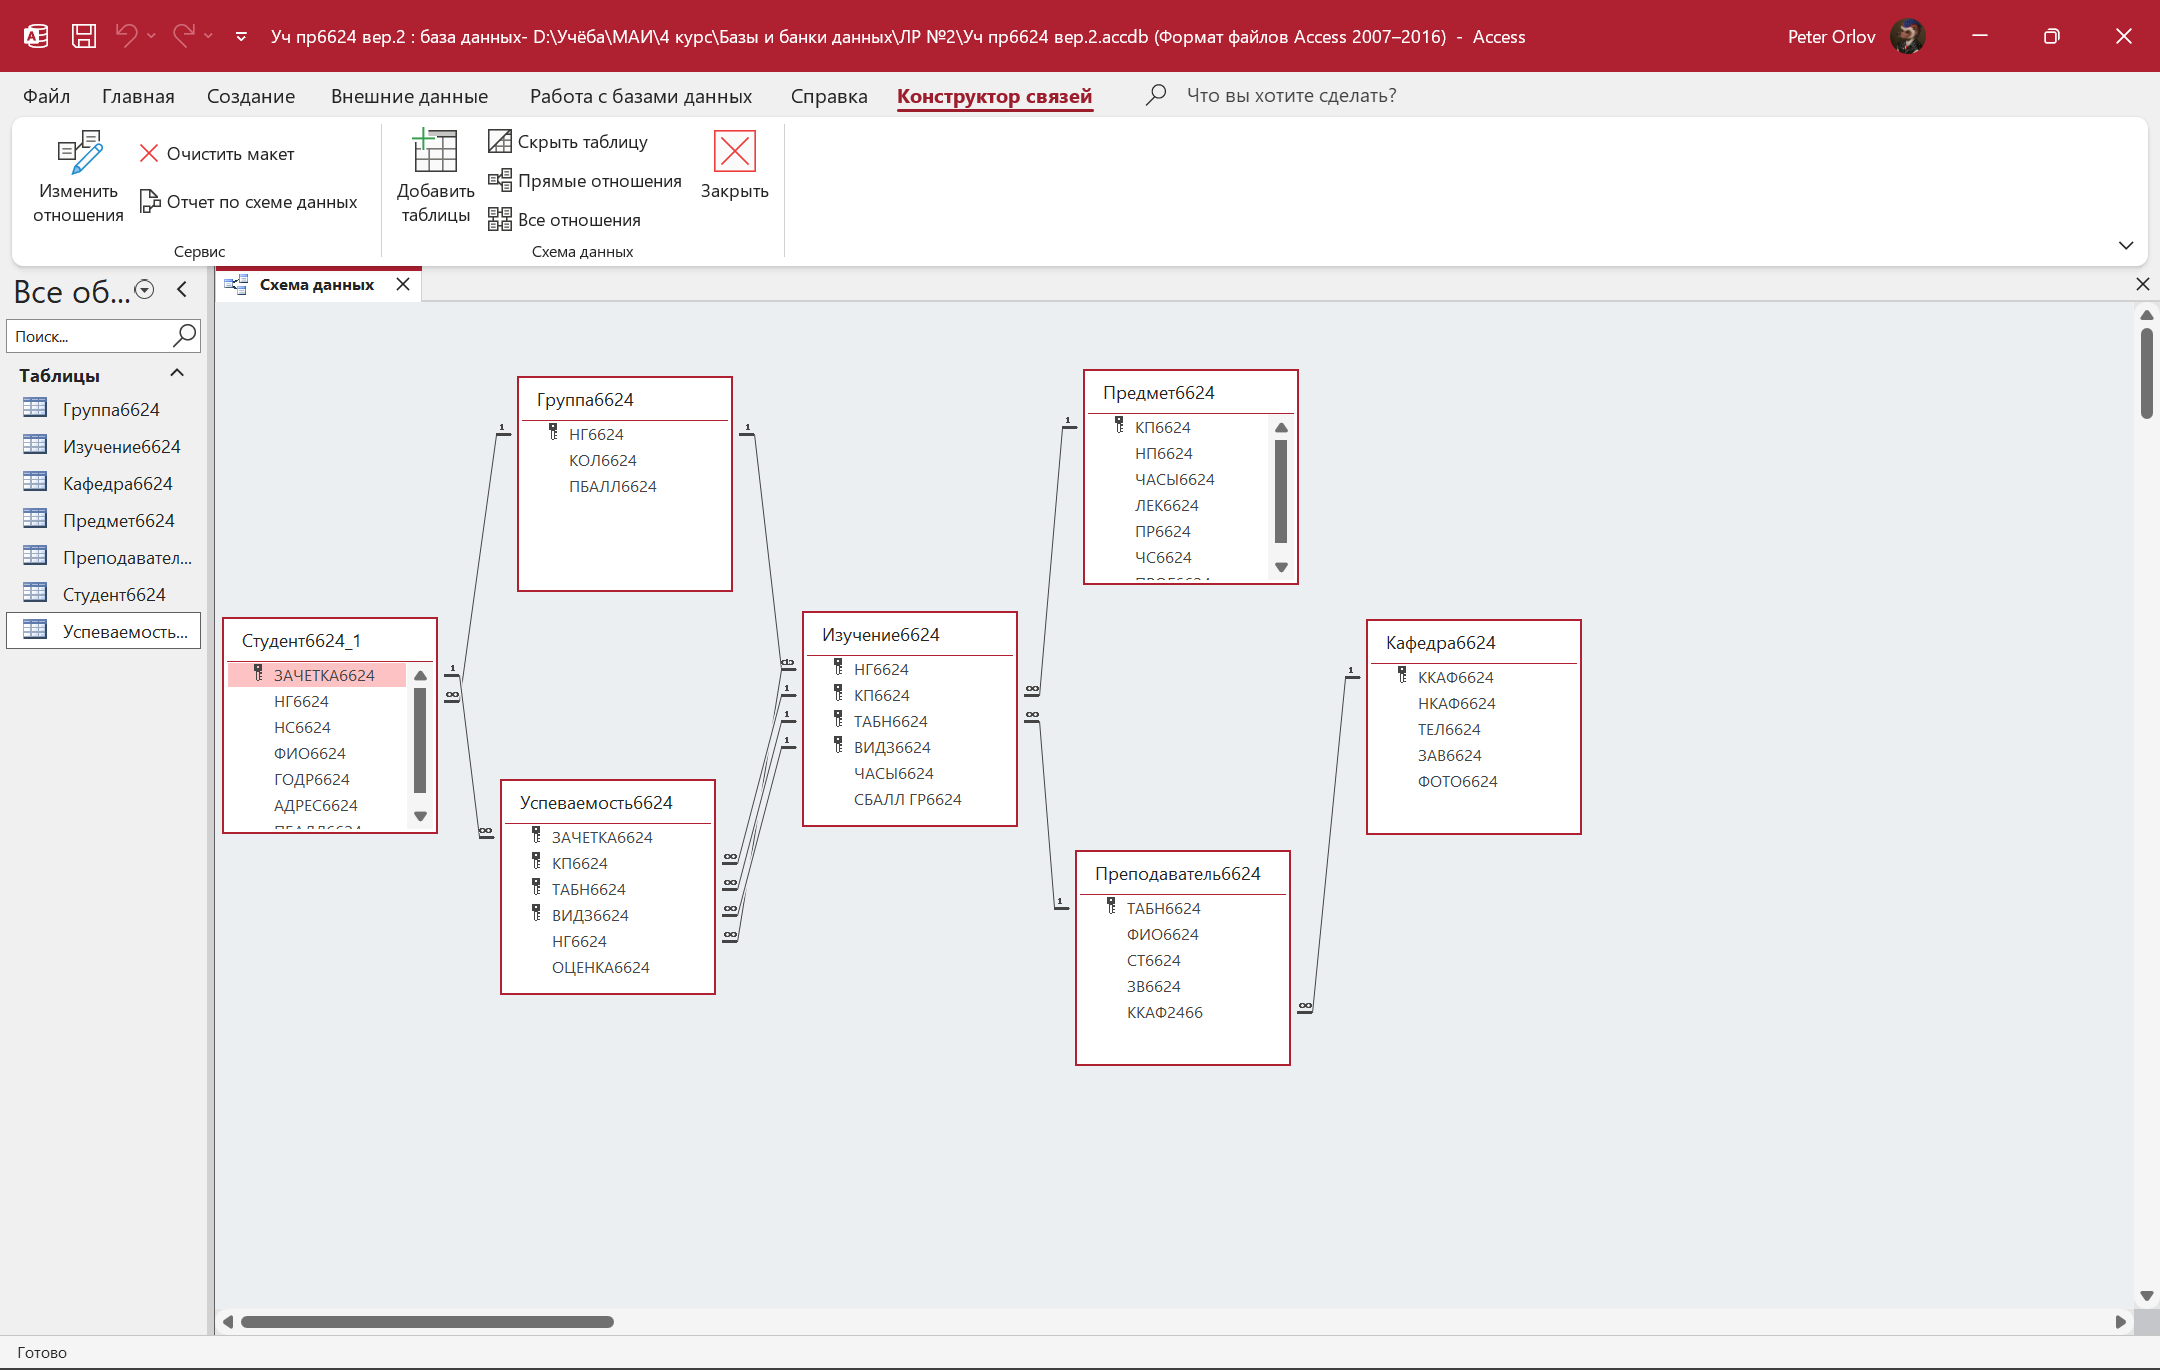 Уч пр6624 вер.2 : база данных- D:\Учёба\МАИ\4 курс\Базы и банки данных\ЛР №2\Уч пр6624 вер.2.accdb (Формат файлов Access 2007–2016) - Access
Peter Orlov
Файл Главная Создание Внешние данные Работа с базами данных Справка Конструктор связей Что вы хотите сделать?
Изменить отношения
Очистить макет
Отчет по схеме данных
Сервис
Добавить таблицы
Скрыть таблицу
Прямые отношения
Все отношения
Закрыть
Схема данных
Все об...
Поиск...
Таблицы
Группа6624
Изучение6624
Кафедра6624
Предмет6624
Преподавател...
Студент6624
Успеваемость...
Схема данных
Группа6624
НГ6624
КОЛ6624
ПБАЛЛ6624
Предмет6624
КП6624
НП6624
ЧАСЫ6624
ЛЕК6624
ПР6624
ЧС6624
Студент6624_1
ЗАЧЕТКА6624
НГ6624
НС6624
ФИО6624
ГОДР6624
АДРЕС6624
Изучение6624
НГ6624
КП6624
ТАБН6624
ВИДЗ6624
ЧАСЫ6624
СБАЛЛ ГР6624
Кафедра6624
ККАФ6624
НКАФ6624
ТЕЛ6624
ЗАВ6624
ФОТО6624
Успеваемость6624
ЗАЧЕТКА6624
КП6624
ТАБН6624
ВИДЗ6624
НГ6624
ОЦЕНКА6624
Преподаватель6624
ТАБН6624
ФИО6624
СТ6624
ЗВ6624
ККАФ2466
Готово